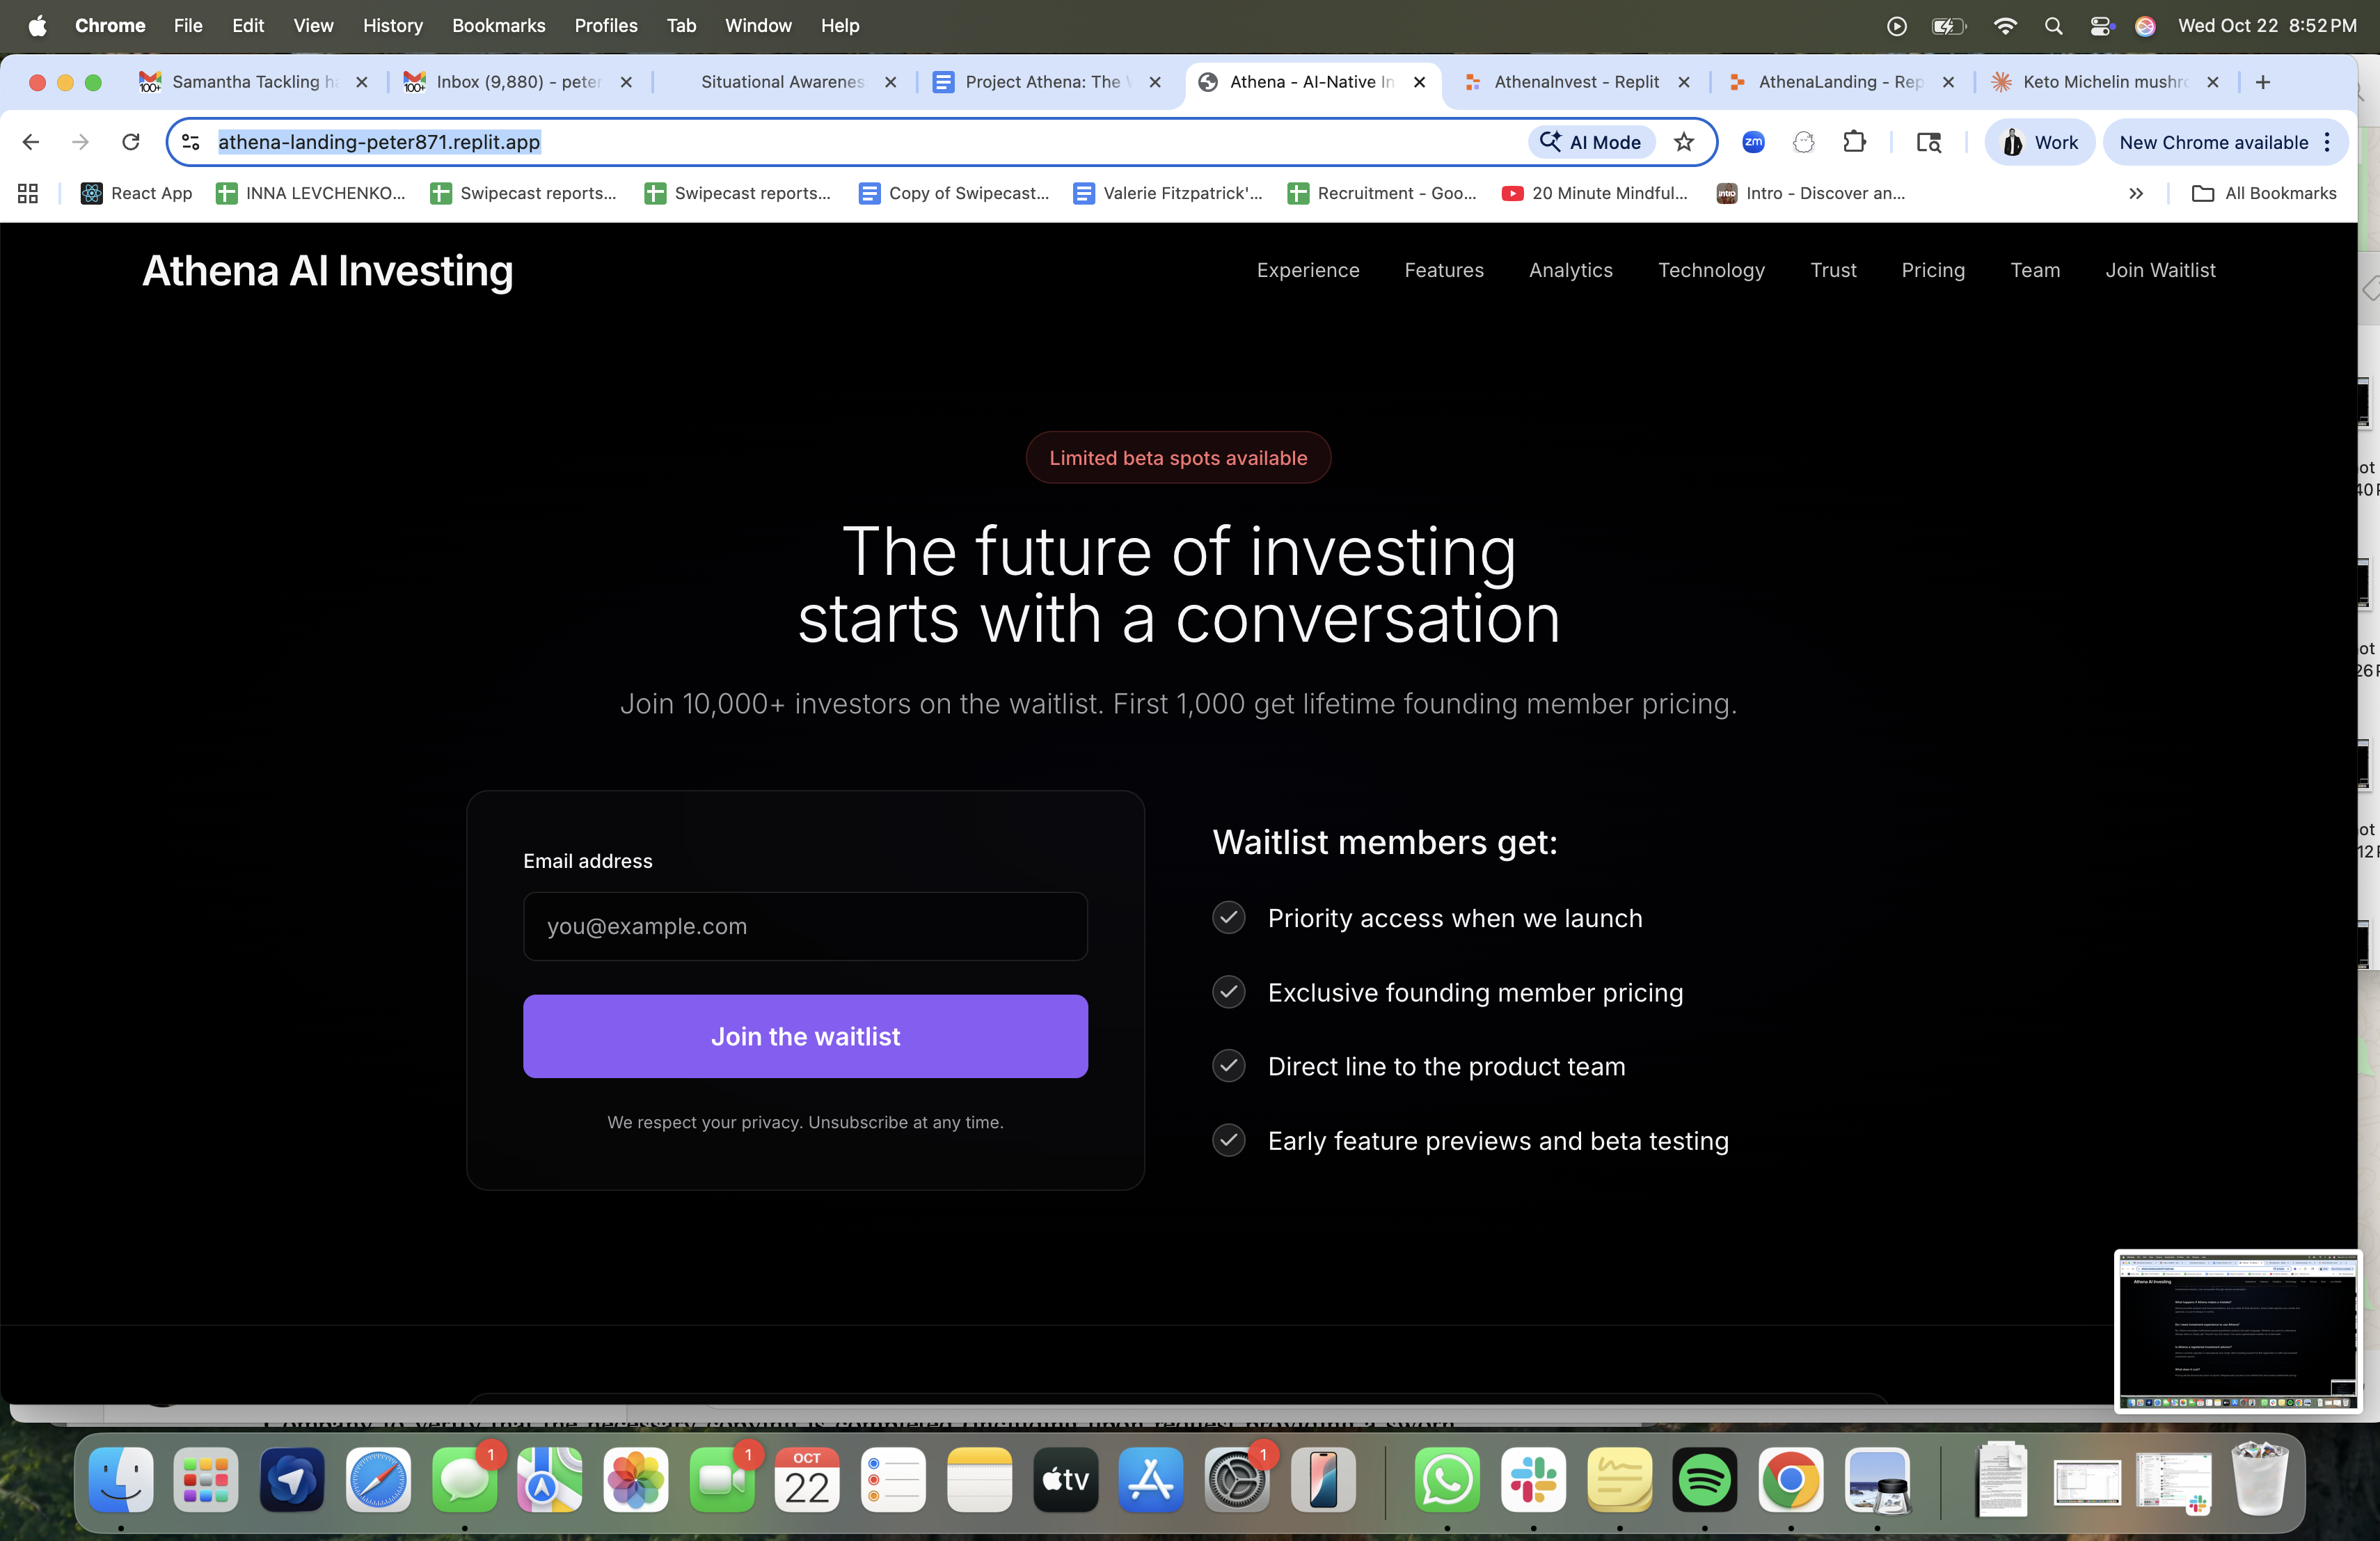 Chrome File Edit View History Bookmarks Profiles Tab Window Help Wed Oct 22 8:52 PM
Samantha Tackling ha Inbox (9,880) - peter Situational Awarenes Project Athena: The Athena - AI-Native In AthenaInvest - Replit AthenaLanding - Rep Keto Michelin mushr
athena-landing-peter871.replit.app AI Mode zm Work New Chrome available
React App INNA LEVCHENKO... Swipecast reports... Swipecast reports... Copy of Swipecast... Valerie Fitzpatrick'... Recruitment - Goo... 20 Minute Mindful... Intro - Discover an... All Bookmarks
Athena AI Investing Experience Features Analytics Technology Trust Pricing Team Join Waitlist
Limited beta spots available
The future of investing
starts with a conversation
Join 10,000+ investors on the waitlist. First 1,000 get lifetime founding member pricing.
Email address
you@example.com
Join the waitlist
We respect your privacy. Unsubscribe at any time.
Waitlist members get:
Priority access when we launch
Exclusive founding member pricing
Direct line to the product team
Early feature previews and beta testing
1 1 OCT 22 tv 1